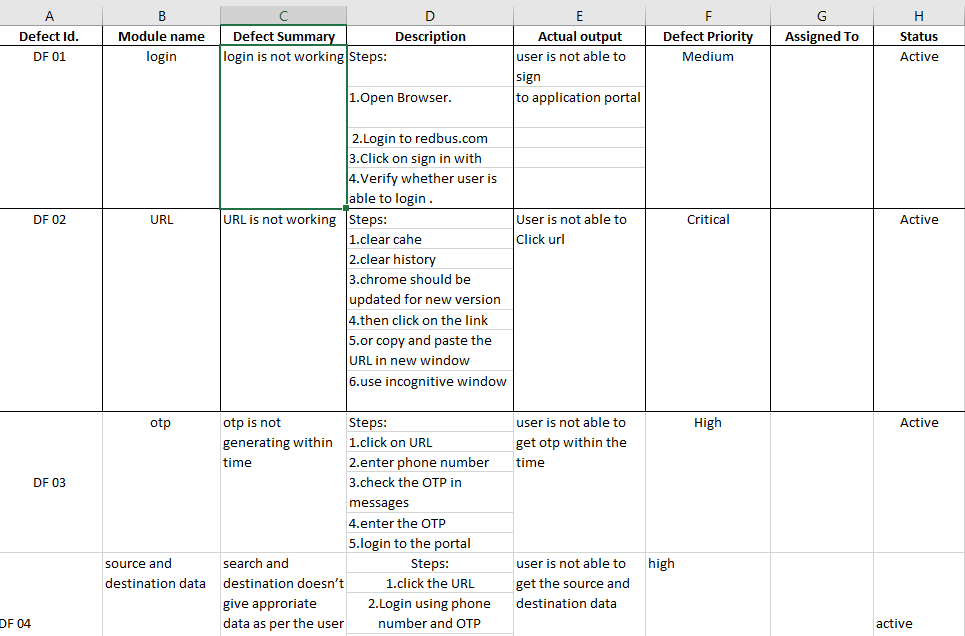 A B C D E F G H
Defect Id. Module name Defect Summary Description Actual output Defect Priority Assigned To Status
DF 01 login login is not working Steps: user is not able to Medium Active
sign
1.Open Browser. to application portal
2.Login to redbus.com
3.Click on sign in with
4.Verify whether user is
able to login .
DF 02 URL URL is not working Steps: User is not able to Critical Active
1.clear cahe Click url
2.clear history
3.chrome should be
updated for new version
4.then click on the link
5.or copy and paste the
URL in new window
6.use incognitive window
otp otp is not Steps: user is not able to High Active
generating within 1.click on URL get otp within the
time 2.enter phone number time
DF 03 3.check the OTP in
messages
4.enter the OTP
5.login to the portal
source and search and Steps: user is not able to high
destination data destination doesn't 1.click the URL get the source and
give approriate 2.Login using phone destination data
DF 04 data as per the user number and OTP active